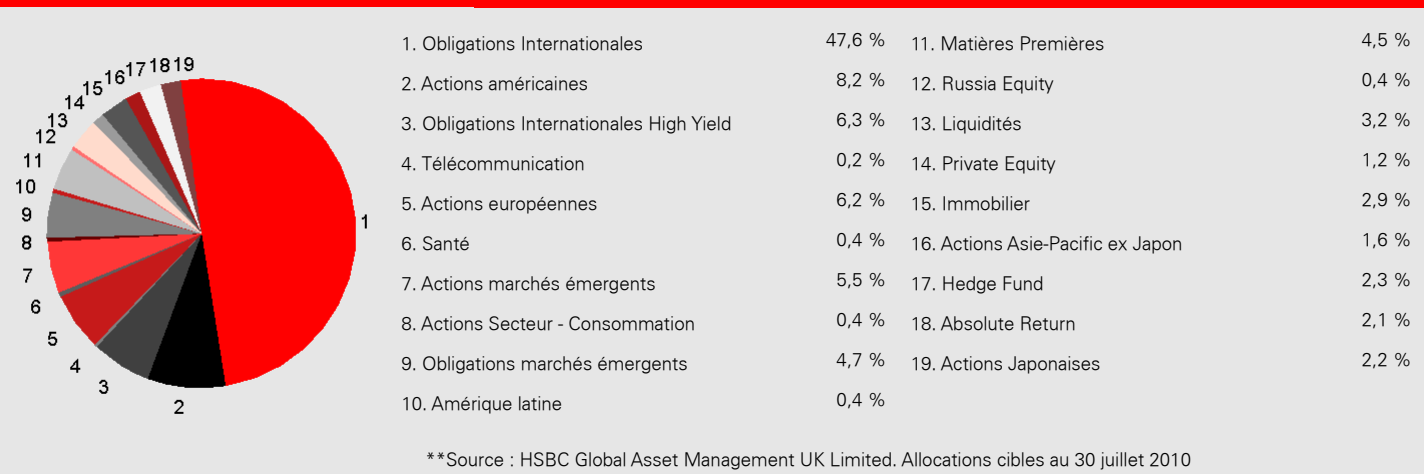 1. Obligations Internationales 47,6 %
2. Actions américaines 8,2 %
3. Obligations Internationales High Yield 6,3 %
4. Télécommunication 0,2 %
5. Actions européennes 6,2 %
6. Santé 0,4 %
7. Actions marchés émergents 5,5 %
8. Actions Secteur - Consommation 0,4 %
9. Obligations marchés émergents 4,7 %
10. Amérique latine 0,4 %
11. Matières Premières 4,5 %
12. Russia Equity 0,4 %
13. Liquidités 3,2 %
14. Private Equity 1,2 %
15. Immobilier 2,9 %
16. Actions Asie-Pacific ex Japon 1,6 %
17. Hedge Fund 2,3 %
18. Absolute Return 2,1 %
19. Actions Japonaises 2,2 %
1
2
3
4
5
6
7
8
9
10
11
12
13
14
15
16
17
18
19
**Source : HSBC Global Asset Management UK Limited. Allocations cibles au 30 juillet 2010